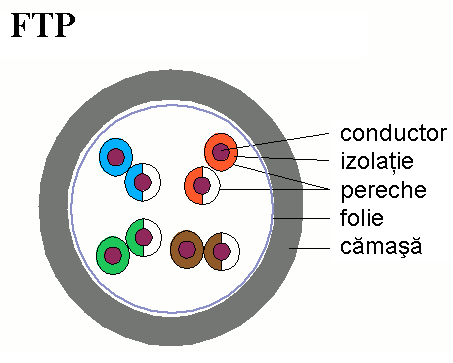 FTP
conductor
izolație
pereche
folie
cămaşă